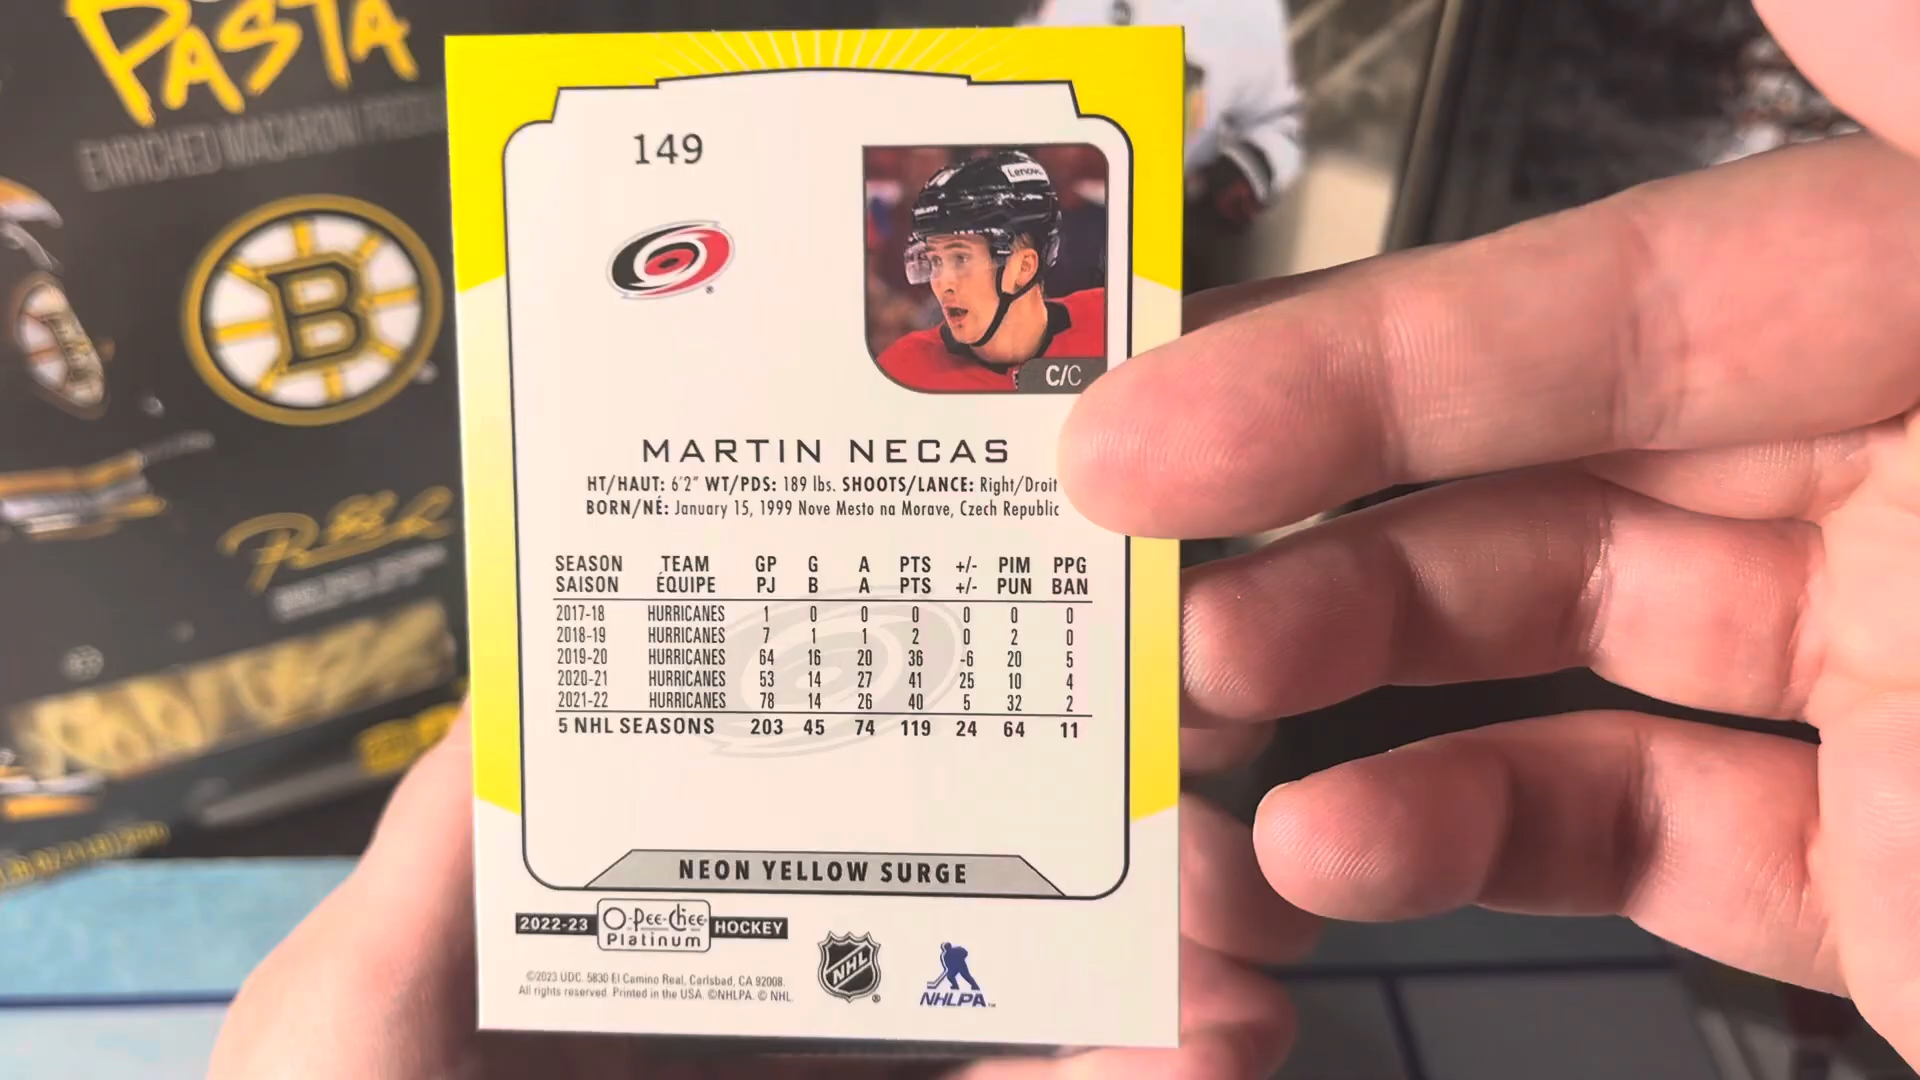 PASTA
ENRICHED MACARONI PRODUCT
B
149
Lenovo
C/C
MARTIN NECAS
HT/HAUT: 6'2" WT/PDS: 189 lbs. SHOOTS/LANCE: Right/Droit
BORN/NÉ: January 15, 1999 Nove Mesto na Morave, Czech Republic
SEASON TEAM GP G A PTS +/- PIM PPG
SAISON ÉQUIPE PJ B A PTS +/- PUN BAN
2017-18 HURRICANES 1 0 0 0 0 0 0
2018-19 HURRICANES 7 1 1 2 0 2 0
2019-20 HURRICANES 64 16 20 36 -6 20 5
2020-21 HURRICANES 53 14 27 41 25 10 4
2021-22 HURRICANES 78 14 26 40 5 32 2
5 NHL SEASONS 203 45 74 119 24 64 11
NEON YELLOW SURGE
2022-23 O-Pee-Chee HOCKEY
Platinum
©2023 UDC. 5830 El Camino Real, Carlsbad, CA 92008.
All rights reserved. Printed in the USA. ©NHLPA. © NHL.
NHL
NHLPA